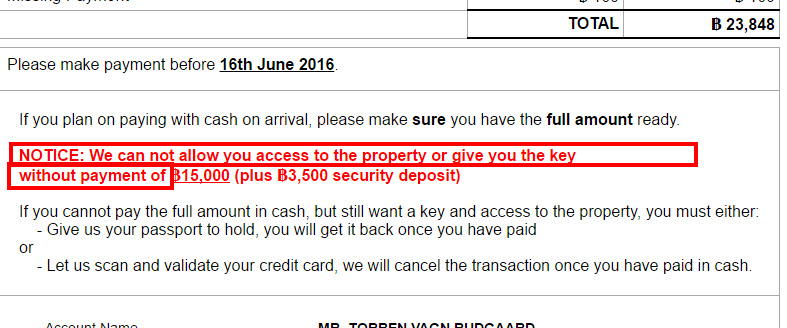 TOTAL ฿ 23,848
Please make payment before 16th June 2016.
If you plan on paying with cash on arrival, please make sure you have the full amount ready.
NOTICE: We can not allow you access to the property or give you the key
without payment of ฿15,000 (plus ฿3,500 security deposit)
If you cannot pay the full amount in cash, but still want a key and access to the property, you must either:
- Give us your passport to hold, you will get it back once you have paid
or
- Let us scan and validate your credit card, we will cancel the transaction once you have paid in cash.
Account Name MR. TORBEN VAGN RUDGAARD